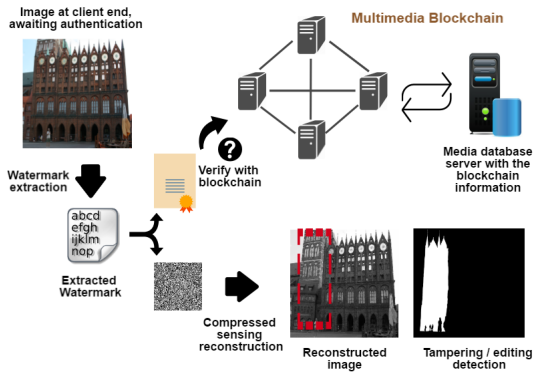 Image at client end,
awaiting authentication
Multimedia Blockchain
Watermark
extraction
abcd
efgh
ijklm
nop
Extracted
Watermark
?
Verify with
blockchain
Media database
server with the
blockchain
information
Compressed
sensing
reconstruction
Reconstructed
image
Tampering / editing
detection